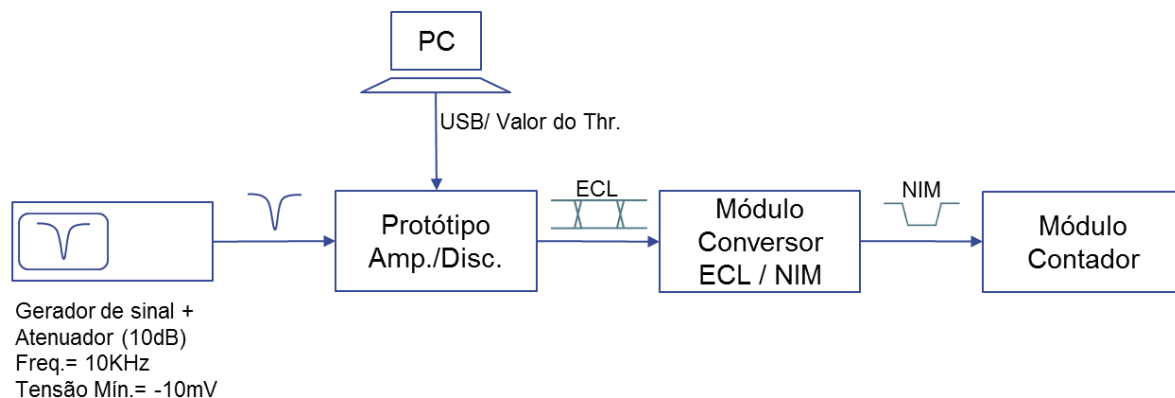 PC
USB/ Valor do Thr.
ECL
NIM
Protótipo
Amp./Disc.
Módulo
Conversor
ECL / NIM
Módulo
Contador
Gerador de sinal +
Atenuador (10dB)
Freq.= 10KHz
Tensão Mín.= -10mV